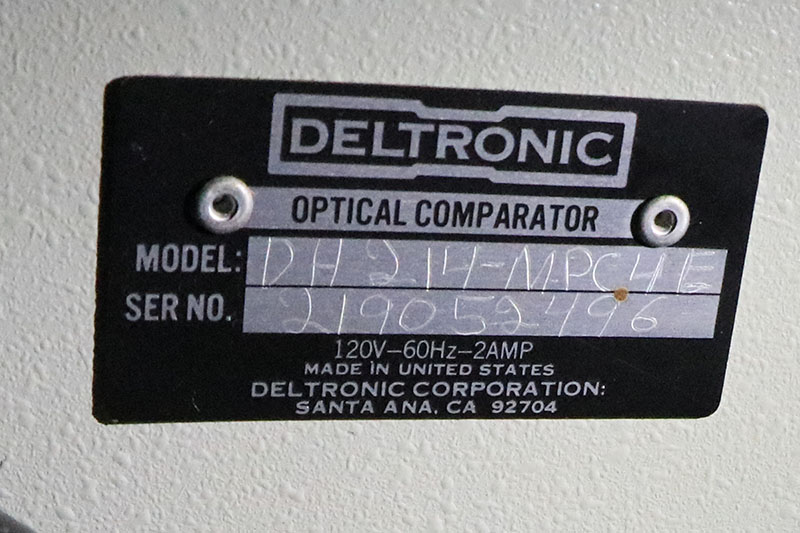 DELTRONIC
OPTICAL COMPARATOR
MODEL: DH214-MPC4E
SER NO. 219052496
120V-60Hz-2AMP
MADE IN UNITED STATES
DELTRONIC CORPORATION:
SANTA ANA, CA 92704